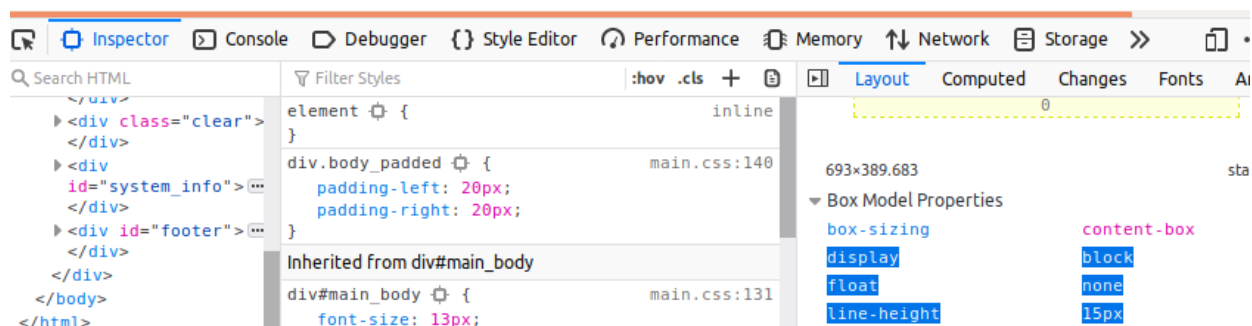 Inspector Console Debugger {} Style Editor Performance Memory Network Storage
Search HTML
</div>
<div class="clear">
</div>
<div
id="system_info">
</div>
<div id="footer">
</div>
</div>
</body>
</html>
Filter Styles :hov .cls +
element { inline
}
div.body_padded { main.css:140
padding-left: 20px;
padding-right: 20px;
}
Inherited from div#main_body
div#main_body { main.css:131
font-size: 13px;
Layout Computed Changes Fonts
0
693×389.683 sta
Box Model Properties
box-sizing content-box
display block
float none
line-height 15px